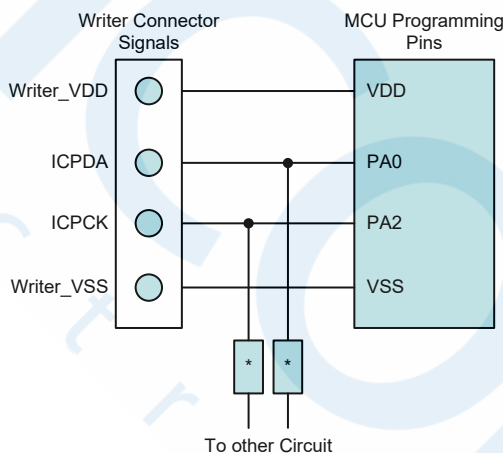 Writer Connector
Signals
MCU Programming
Pins
Writer_VDD
VDD
ICPDA
PA0
ICPCK
PA2
Writer_VSS
VSS
*
*
To other Circuit